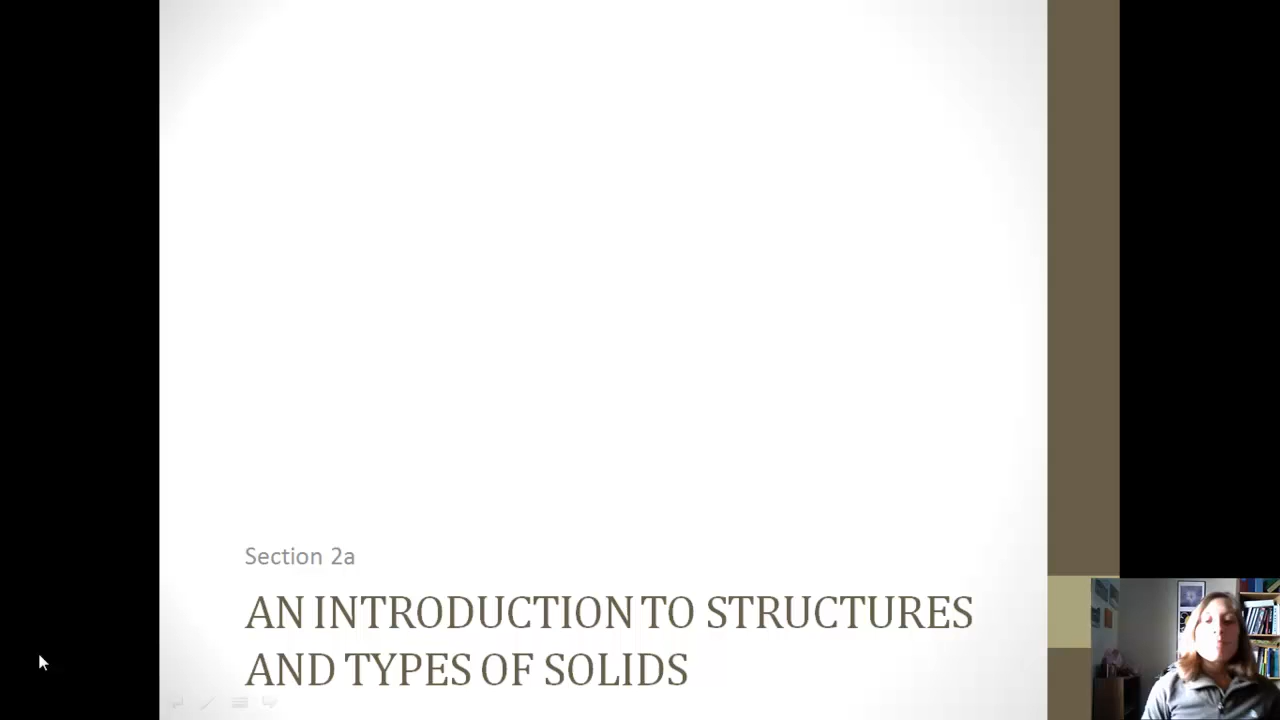 Section 2a
AN INTRODUCTION TO STRUCTURES
AND TYPES OF SOLIDS